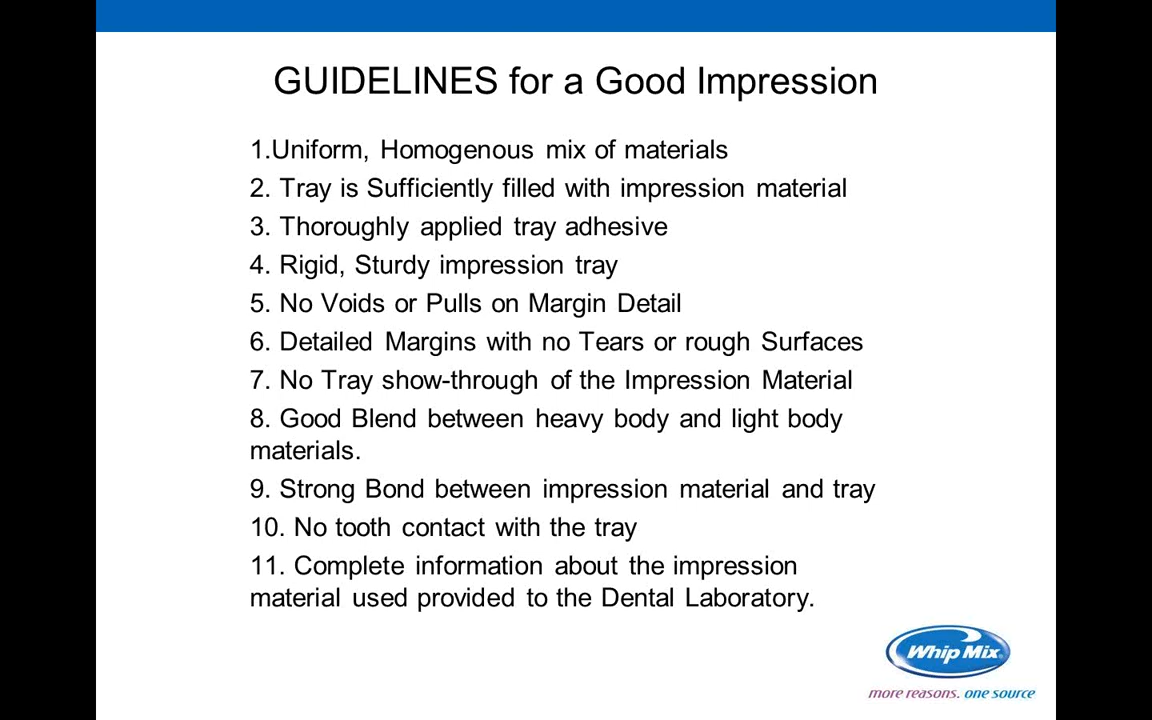 GUIDELINES for a Good Impression
1.Uniform, Homogenous mix of materials
2. Tray is Sufficiently filled with impression material
3. Thoroughly applied tray adhesive
4. Rigid, Sturdy impression tray
5. No Voids or Pulls on Margin Detail
6. Detailed Margins with no Tears or rough Surfaces
7. No Tray show-through of the Impression Material
8. Good Blend between heavy body and light body
materials.
9. Strong Bond between impression material and tray
10. No tooth contact with the tray
11. Complete information about the impression
material used provided to the Dental Laboratory.
Whip Mix
more reasons. one source